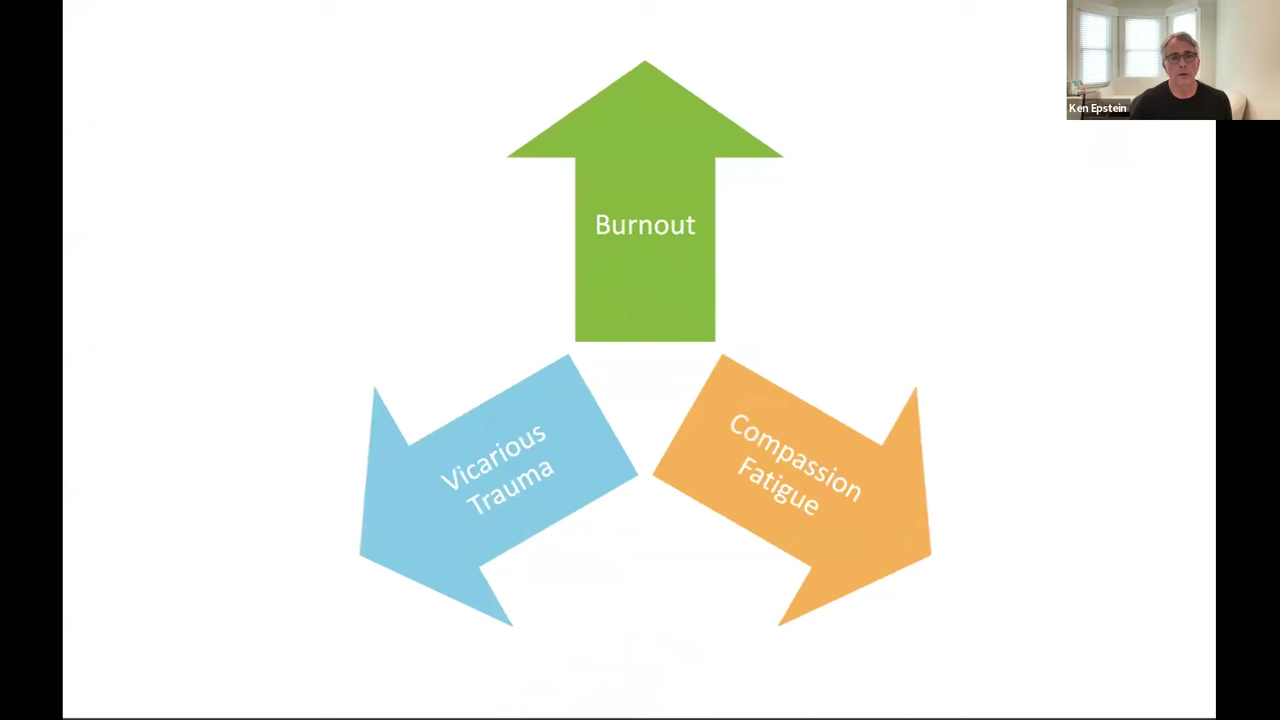 Ken Epstein
Burnout
Vicarious
Trauma
Compassion
Fatigue